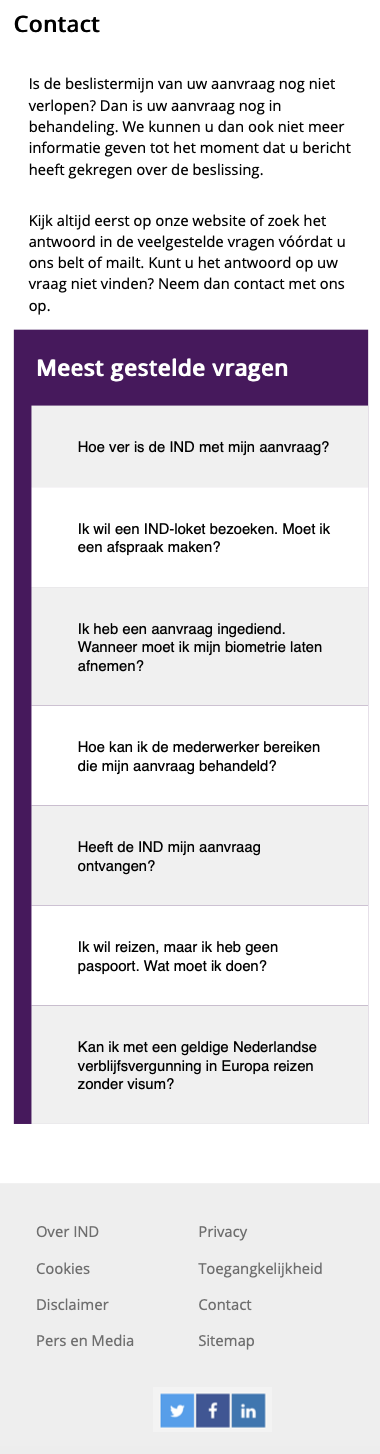 Contact
Is de beslistermijn van uw aanvraag nog niet
verlopen? Dan is uw aanvraag nog in
behandeling. We kunnen u dan ook niet meer
informatie geven tot het moment dat u bericht
heeft gekregen over de beslissing.
Kijk altijd eerst op onze website of zoek het
antwoord in de veelgestelde vragen vóórdat u
ons belt of mailt. Kunt u het antwoord op uw
vraag niet vinden? Neem dan contact met ons
op.
Meest gestelde vragen
Hoe ver is de IND met mijn aanvraag?
Ik wil een IND-loket bezoeken. Moet ik
een afspraak maken?
Ik heb een aanvraag ingediend.
Wanneer moet ik mijn biometrie laten
afnemen?
Hoe kan ik de mederwerker bereiken
die mijn aanvraag behandeld?
Heeft de IND mijn aanvraag
ontvangen?
Ik wil reizen, maar ik heb geen
paspoort. Wat moet ik doen?
Kan ik met een geldige Nederlandse
verblijfsvergunning in Europa reizen
zonder visum?
Over IND Privacy
Cookies Toegangkelijkheid
Disclaimer Contact
Pers en Media Sitemap